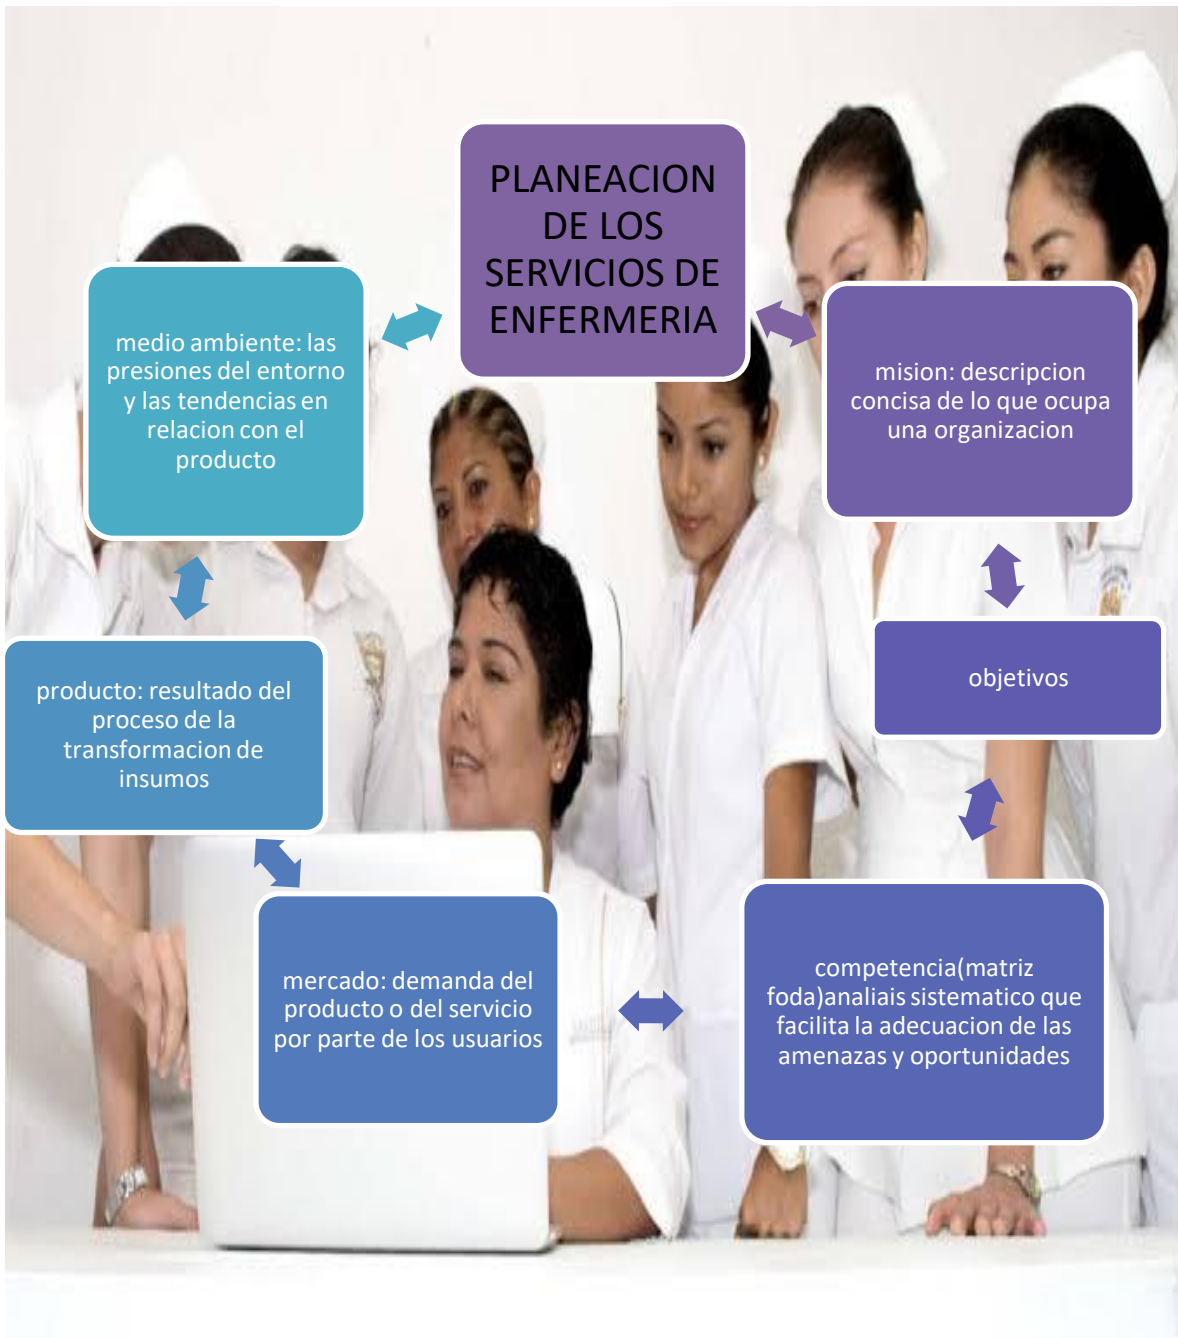 PLANEACION
DE LOS
SERVICIOS DE
ENFERMERIA
mision: descripcion
concisa de lo que ocupa
una organizacion
objetivos
competencia(matriz
foda)analiais sistematico que
facilita la adecuacion de las
amenazas y oportunidades
mercado: demanda del
producto o del servicio
por parte de los usuarios
producto: resultado del
proceso de la
transformacion de
insumos
medio ambiente: las
presiones del entorno
y las tendencias en
relacion con el
producto